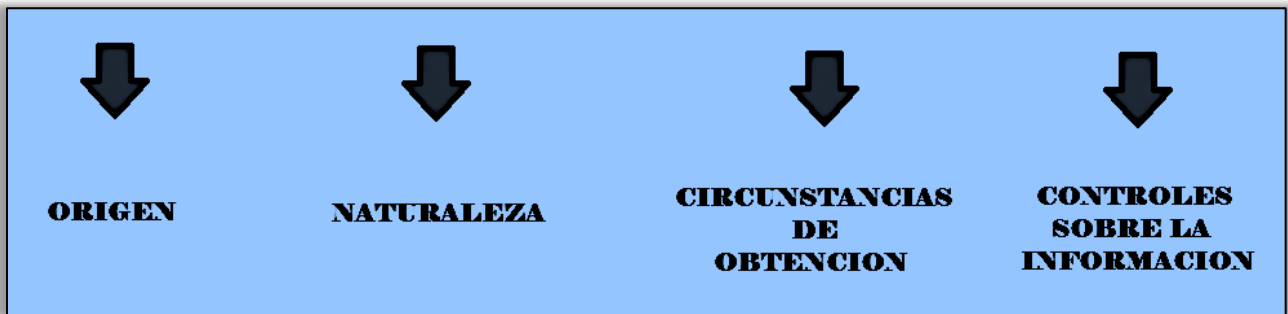 ORIGEN
NATURALEZA
CIRCUNSTANCIAS
DE
OBTENCION
CONTROLES
SOBRE LA
INFORMACION